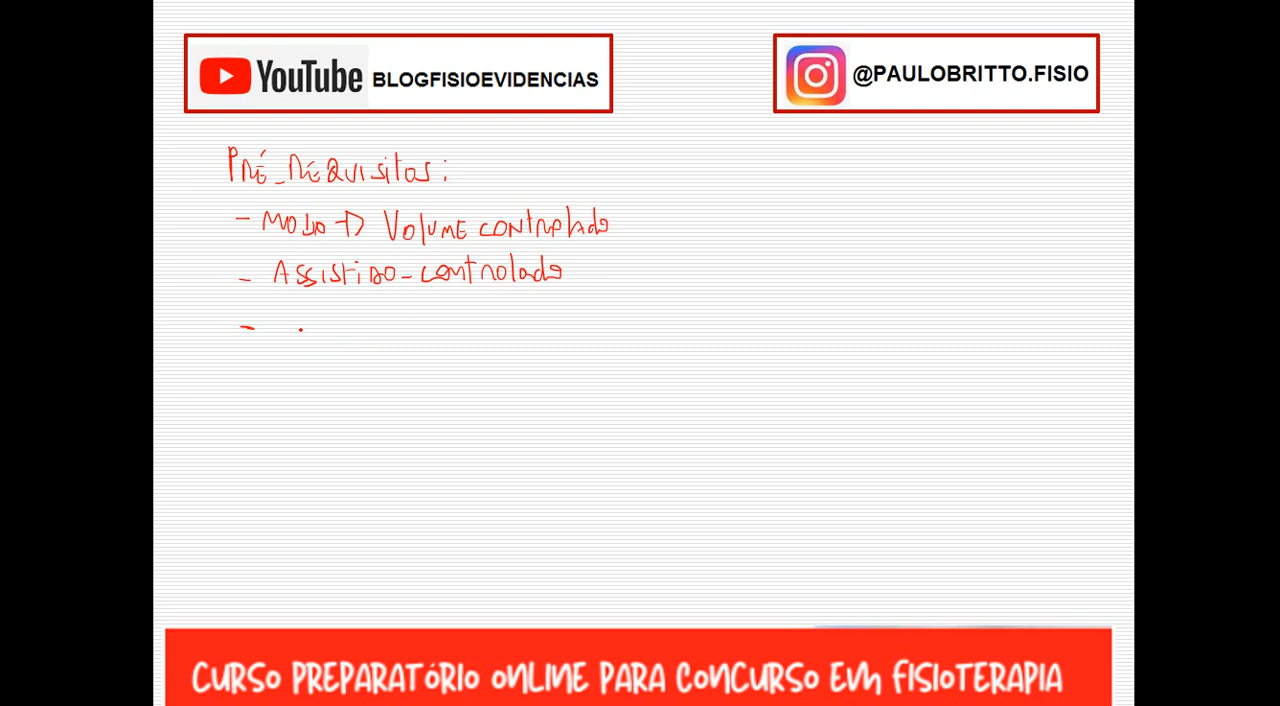 YouTube BLOGFISIOEVIDENCIAS
@PAULOBRITTO.FISIO
PRÉ-REQUISITOS:
- MODO → VOLUME CONTROLADO
- ASSISTIDO-CONTROLADO
-
CURSO PREPARATÓRIO ONLINE PARA CONCURSO EM FISIOTERAPIA